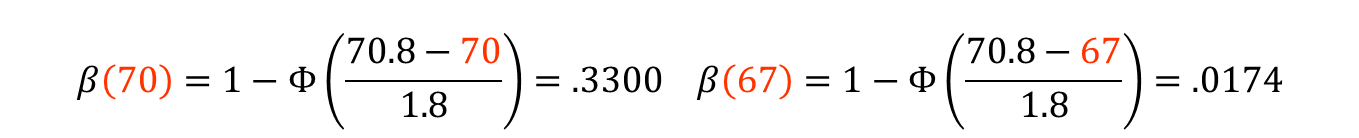 β(70) = 1 − Φ((70.8 − 70)/1.8) = .3300 β(67) = 1 − Φ((70.8 − 67)/1.8) = .0174